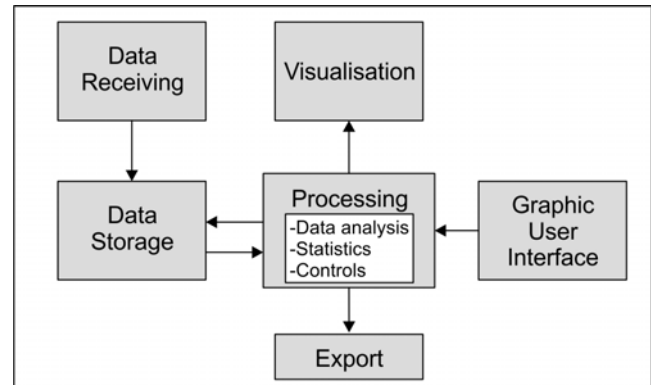 Data
Receiving
Visualisation
Data
Storage
Processing
-Data analysis
-Statistics
-Controls
Graphic
User
Interface
Export